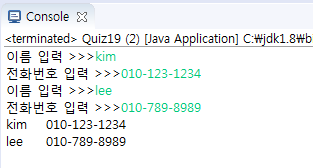 Console
<terminated> Quiz19 (2) [Java Application] C:\jdk1.8\b
이름 입력 >>>kim
전화번호 입력 >>>010-123-1234
이름 입력 >>>lee
전화번호 입력 >>>010-789-8989
kim 010-123-1234
lee 010-789-8989